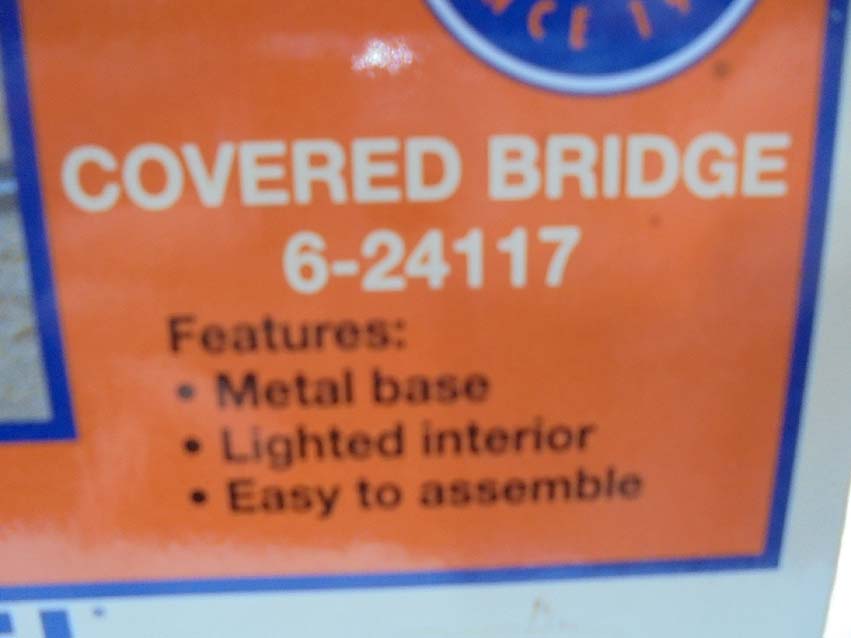 COVERED BRIDGE
6-24117
Features:
• Metal base
• Lighted interior
• Easy to assemble